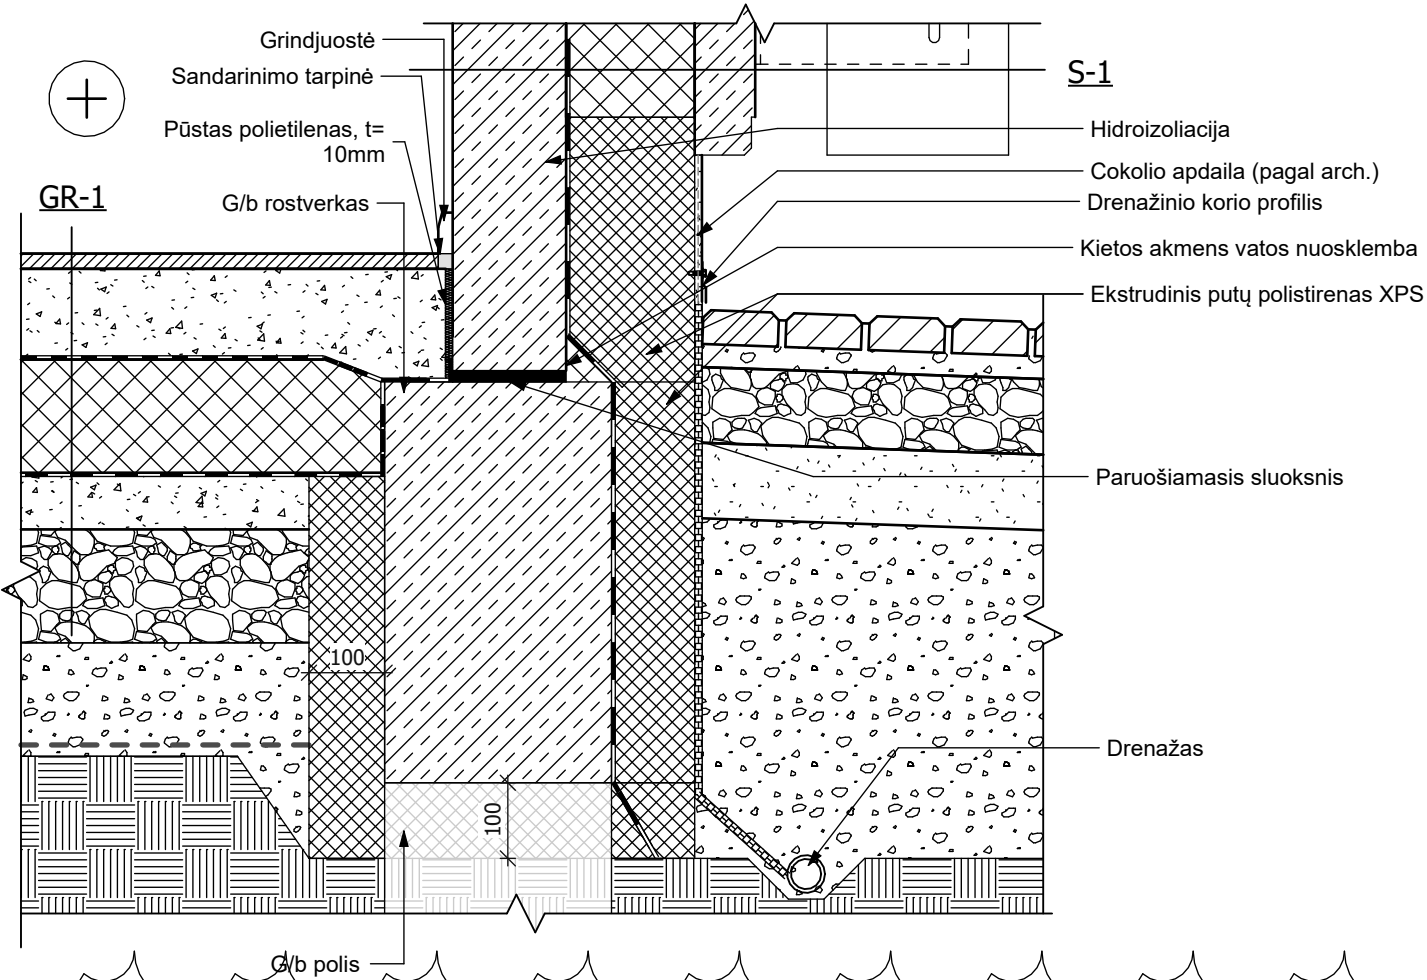 Grindjuostė
Sandarinimo tarpinė
Pūstas polietilenas, t=
10mm
GR-1
G/b rostverkas
S-1
Hidroizoliacija
Cokolio apdaila (pagal arch.)
Drenažinio korio profilis
Kietos akmens vatos nuosklemba
Ekstrudinis putų polistirenas XPS
Paruošiamasis sluoksnis
100
Drenažas
100
G/b polis